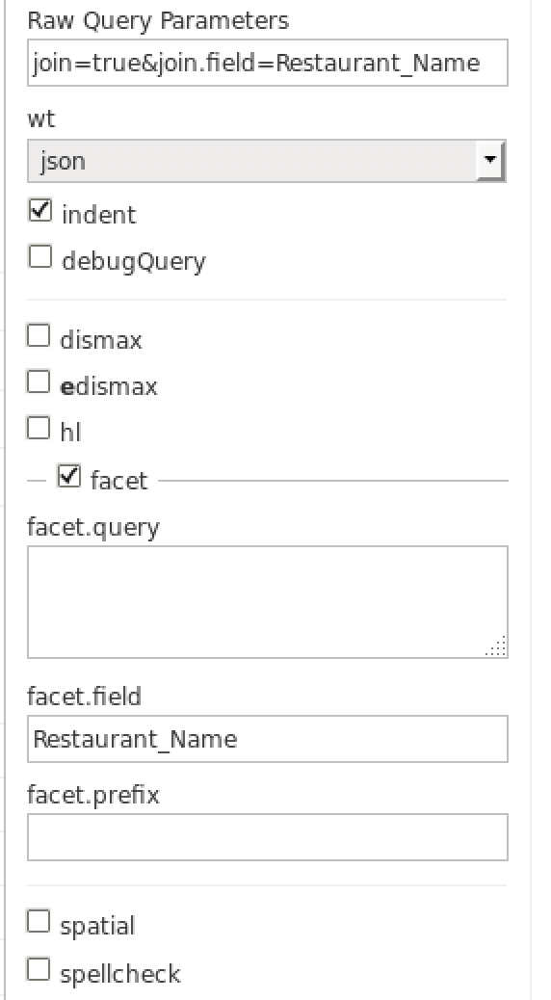 Raw Query Parameters
join=true&join.field=Restaurant_Name
wt
json
indent
debugQuery
dismax
edismax
hl
facet
facet.query
facet.field
Restaurant_Name
facet.prefix
spatial
spellcheck